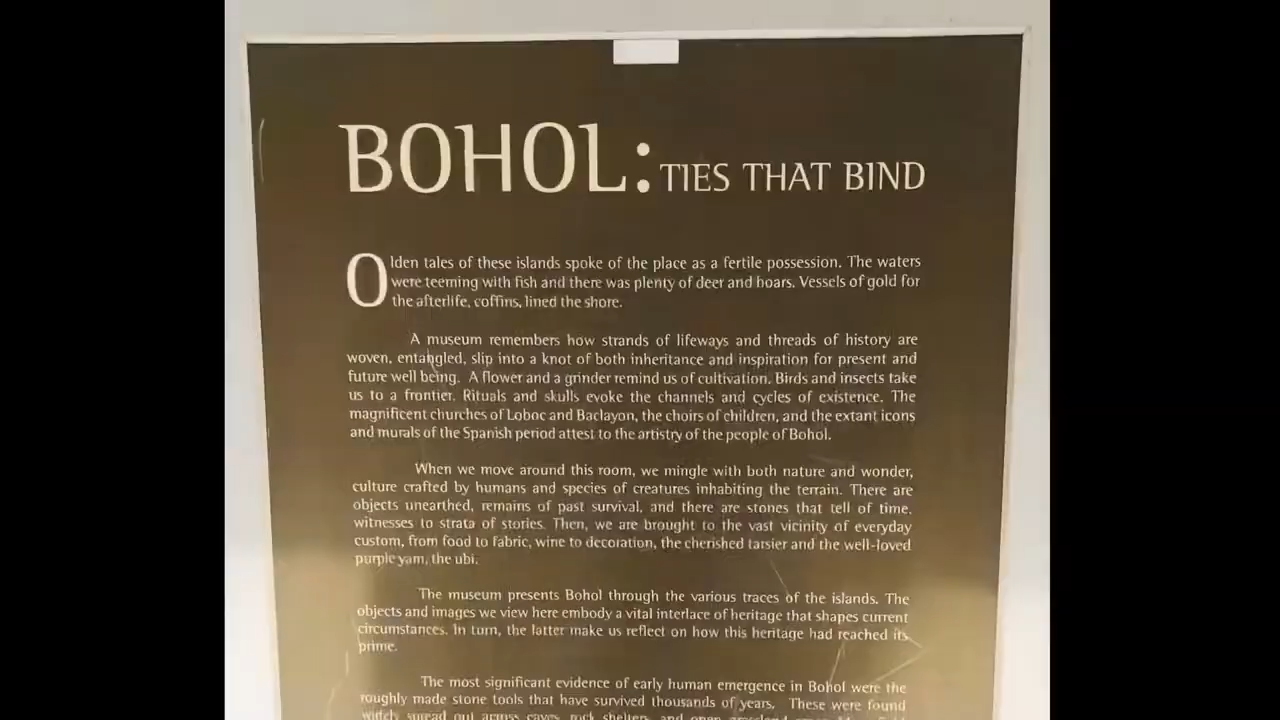 BOHOL: TIES THAT BIND
Olden tales of these islands spoke of the place as a fertile possession. The waters
were teeming with fish and there was plenty of deer and hoars. Vessels of gold for
the afterlife, coffins, lined the shore.
A museum remembers how strands of lifeways and threads of history are
woven, entangled, slip into a knot of both inheritance and inspiration for present and
future well being. A flower and a grinder remind us of cultivation. Birds and insects take
us to a frontier. Rituals and skulls evoke the channels and cycles of existence. The
magnificent churches of Loboc and Baclayon, the choirs of children, and the extant icons
and murals of the Spanish period attest to the artistry of the people of Bohol.
When we move around this room, we mingle with both nature and wonder,
culture crafted by humans and species of creatures inhabiting the terrain. There are
objects unearthed, remains of past survival, and there are stones that tell of time,
witnesses to strata of stories. Then, we are brought to the vast vicinity of everyday
custom, from food to fabric, wine to decoration, the cherished tarsier and the well-loved
purple yam, the ubi.
The museum presents Bohol through the various traces of the islands. The
objects and images we view here embody a vital interlace of heritage that shapes current
circumstances. In turn, the latter make us reflect on how this heritage had reached its
prime.
The most significant evidence of early human emergence in Bohol were the
roughly made stone tools that have survived thousands of years. These were found
widely spread out across caves, rock shelters, and open